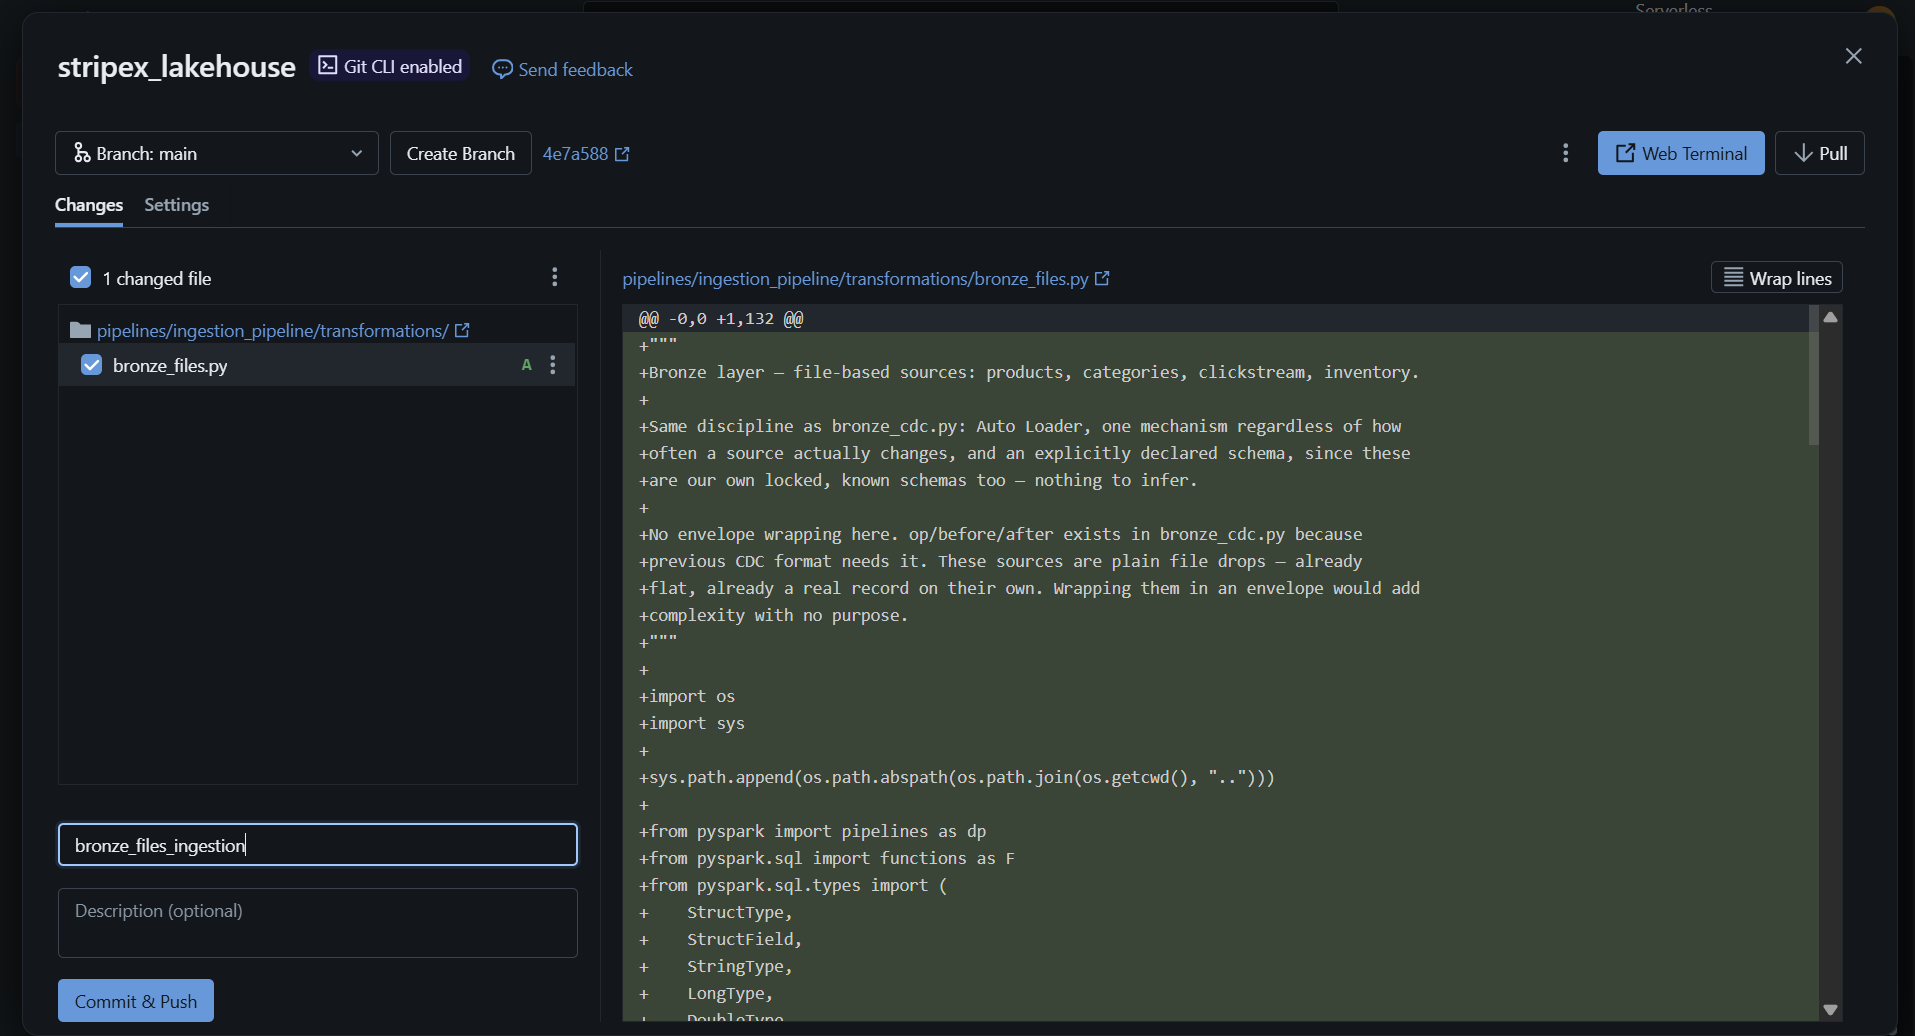 Serverless
stripex_lakehouse
Git CLI enabled
Send feedback
Branch: main
Create Branch
4e7a588
Web Terminal
Pull
Changes
Settings
1 changed file
pipelines/ingestion_pipeline/transformations/
bronze_files.py
A
bronze_files_ingestion
Description (optional)
Commit & Push
pipelines/ingestion_pipeline/transformations/bronze_files.py
Wrap lines
@@ -0,0 +1,132 @@
+"""
+Bronze layer — file-based sources: products, categories, clickstream, inventory.
+
+Same discipline as bronze_cdc.py: Auto Loader, one mechanism regardless of how
+often a source actually changes, and an explicitly declared schema, since these
+are our own locked, known schemas too — nothing to infer.
+
+No envelope wrapping here. op/before/after exists in bronze_cdc.py because
+previous CDC format needs it. These sources are plain file drops — already
+flat, already a real record on their own. Wrapping them in an envelope would add
+complexity with no purpose.
+"""
+
+import os
+import sys
+
+sys.path.append(os.path.abspath(os.path.join(os.getcwd(), "..")))
+
+from pyspark import pipelines as dp
+from pyspark.sql import functions as F
+from pyspark.sql.types import (
+    StructType,
+    StructField,
+    StringType,
+    LongType,
+    DoubleType